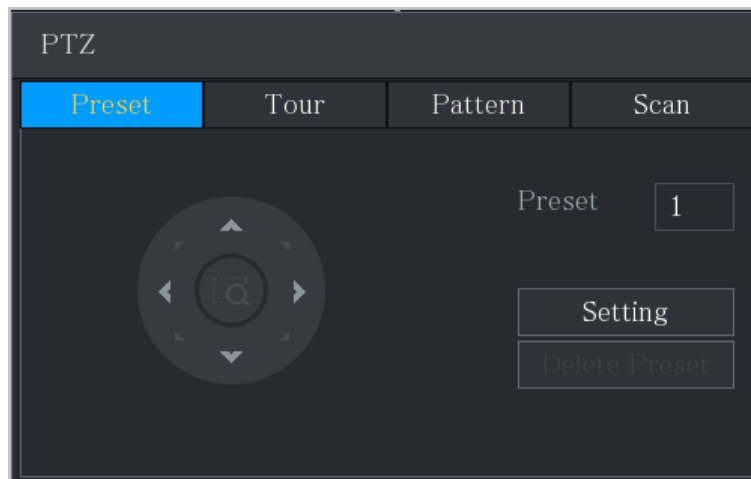 PTZ
Preset Tour Pattern Scan
Preset 1
Setting
Delete Preset